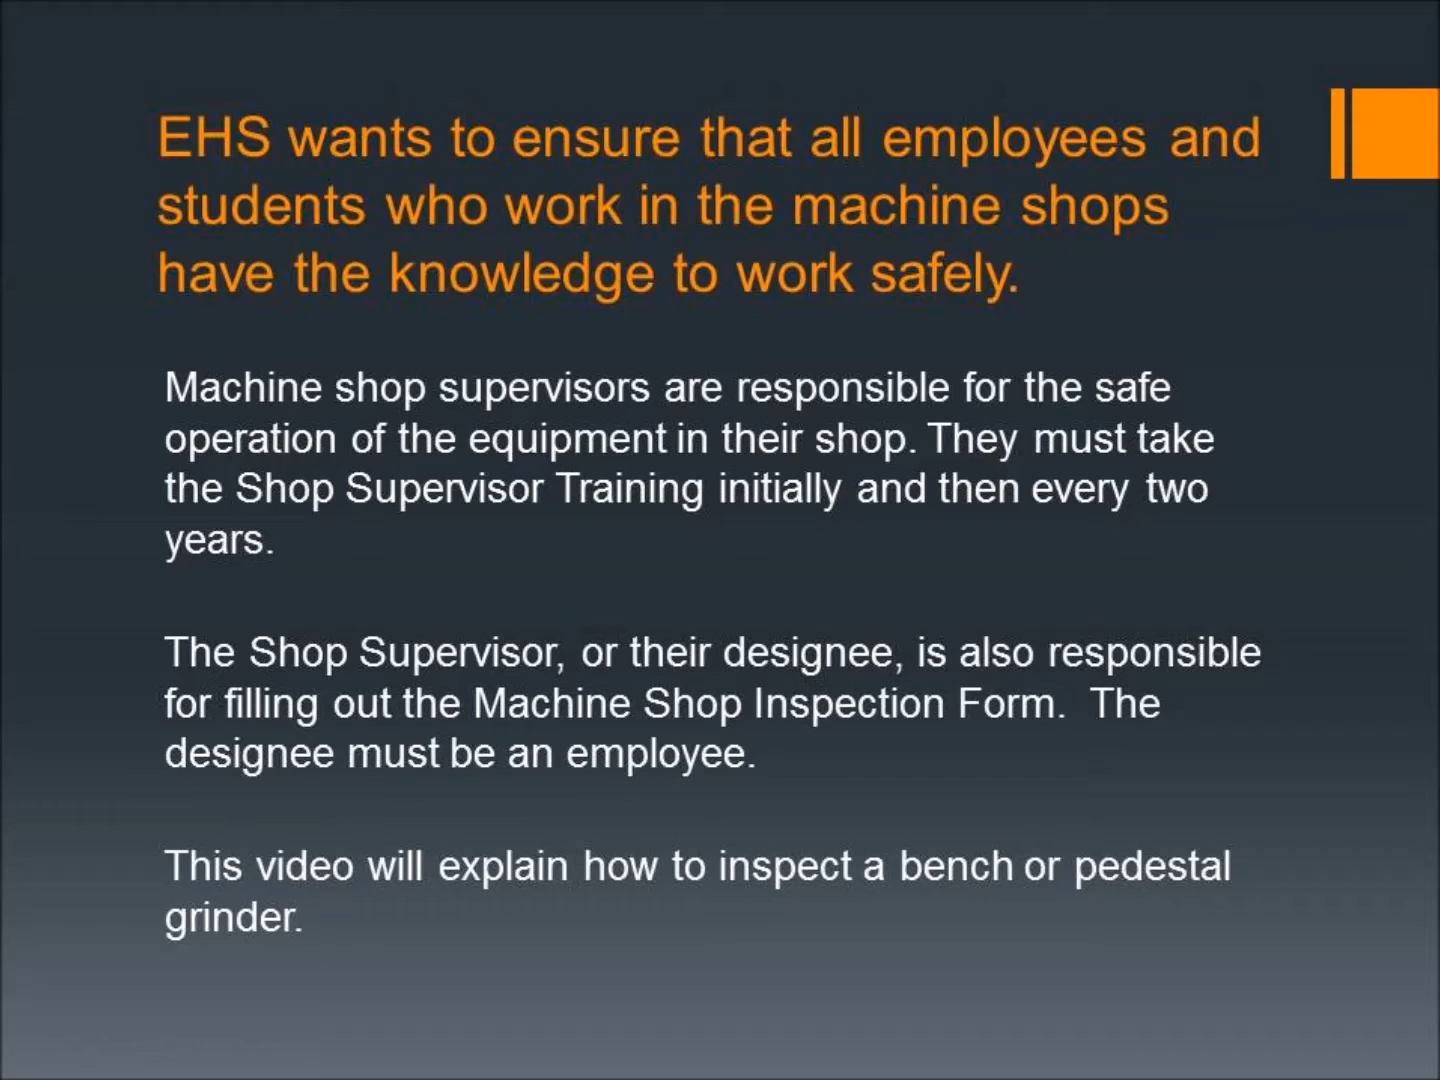 EHS wants to ensure that all employees and
students who work in the machine shops
have the knowledge to work safely.
Machine shop supervisors are responsible for the safe
operation of the equipment in their shop. They must take
the Shop Supervisor Training initially and then every two
years.
The Shop Supervisor, or their designee, is also responsible
for filling out the Machine Shop Inspection Form.  The
designee must be an employee.
This video will explain how to inspect a bench or pedestal
grinder.